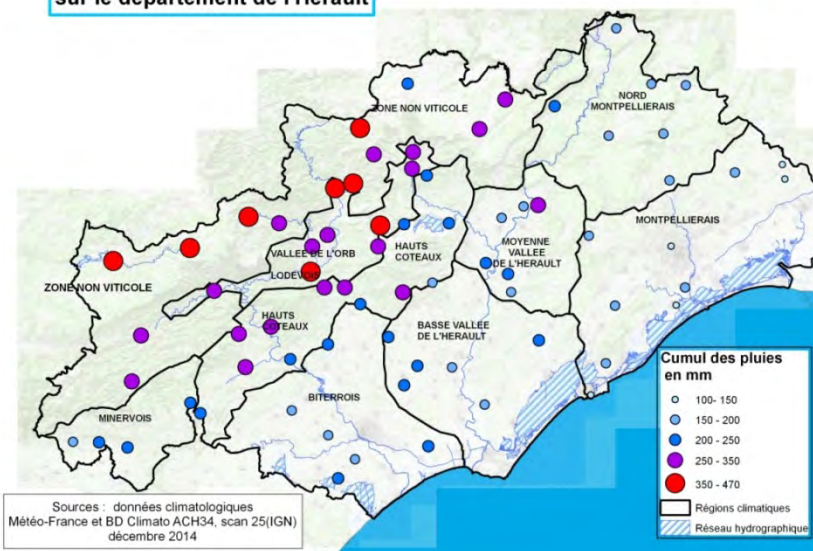 sur le département de l'Hérault
NORD
MONTPELLIERAIS
ZONE NON VITICOLE
MONTPELLIERAIS
MOYENNE
VALLEE
DE L'HERAULT
HAUTS
COTEAUX
VALLEE DE L'ORB
LODEVOIS
ZONE NON VITICOLE
HAUTS
COTEAUX
BASSE VALLEE
DE L'HERAULT
BITERROIS
MINERVOIS
Cumul des pluies
en mm
100- 150
150 - 200
200 - 250
250 - 350
350 - 470
Régions climatiques
Réseau hydrographique
Sources : données climatologiques
Météo-France et BD Climato ACH34, scan 25(IGN)
décembre 2014